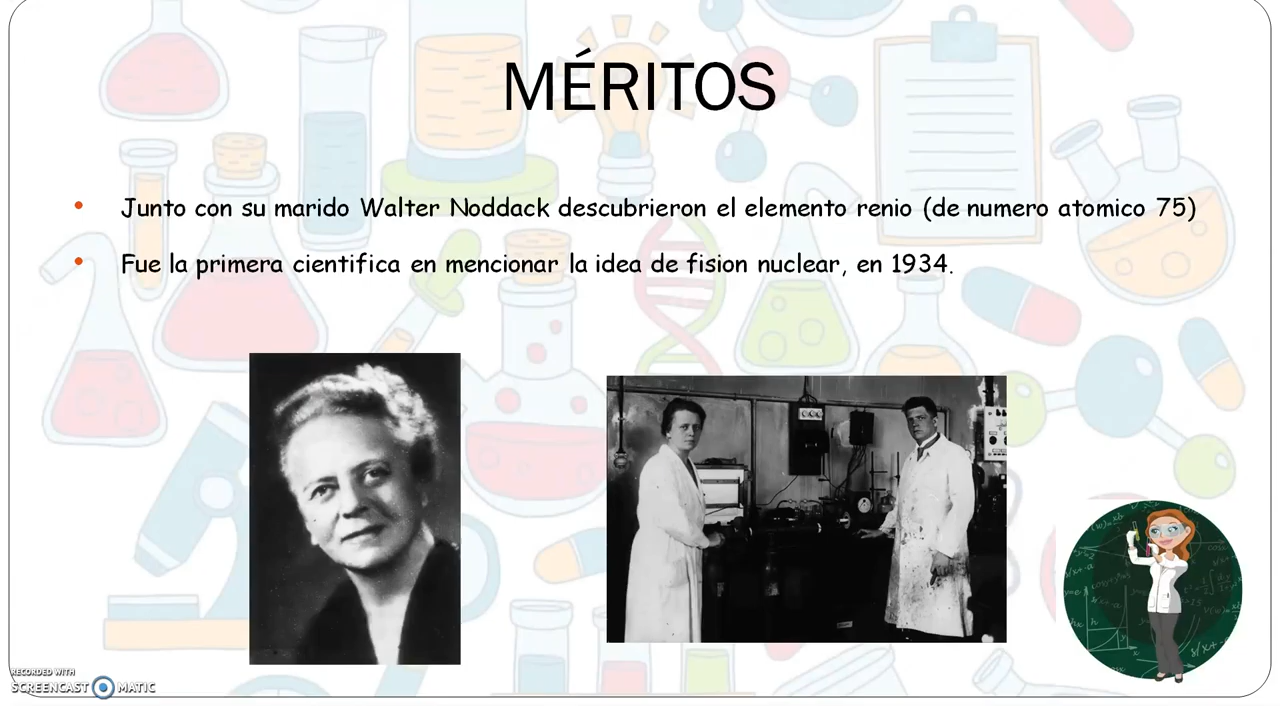 MÉRITOS
Junto con su marido Walter Noddack descubrieron el elemento renio (de numero atomico 75)
Fue la primera cientifica en mencionar la idea de fision nuclear, en 1934.
RECORDED WITH
SCREENCAST MATIC